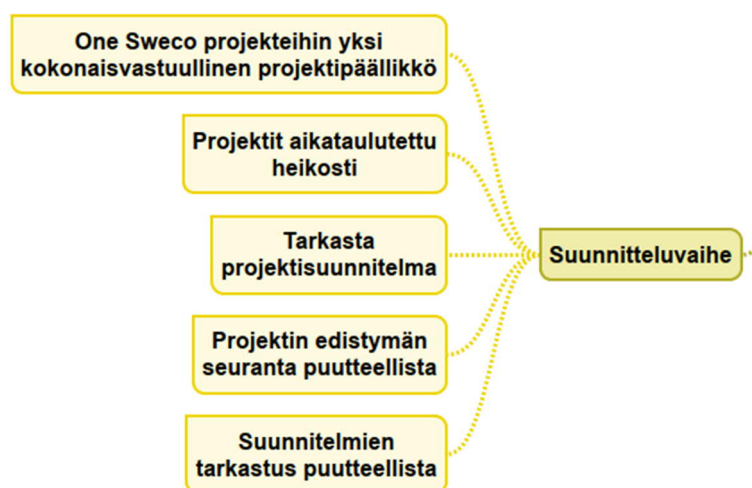 One Sweco projekteihin yksi
kokonaisvastuullinen projektipäällikkö
Projektit aikataulutettu
heikosti
Tarkasta
projektisuunnitelma
Suunnitteluvaihe
Projektin edistymän
seuranta puutteellista
Suunnitelmien
tarkastus puutteellista